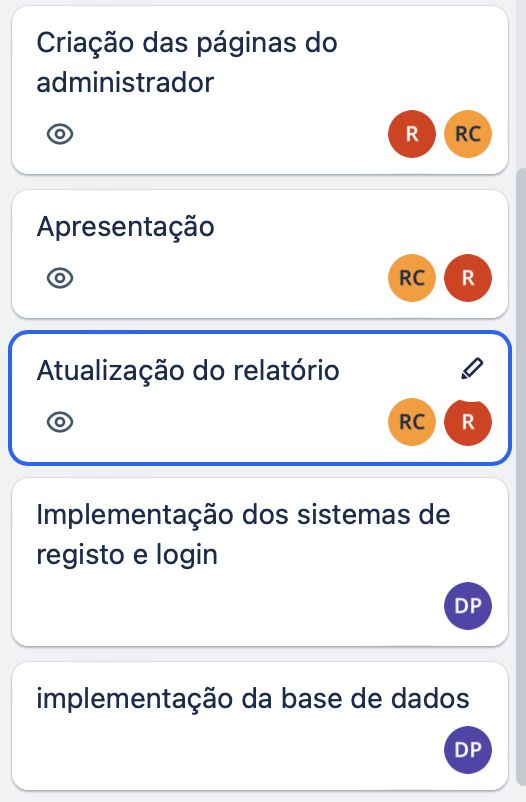 Criação das páginas do
administrador
R RC
Apresentação
RC R
Atualização do relatório
RC R
Implementação dos sistemas de
registo e login
DP
implementação da base de dados
DP